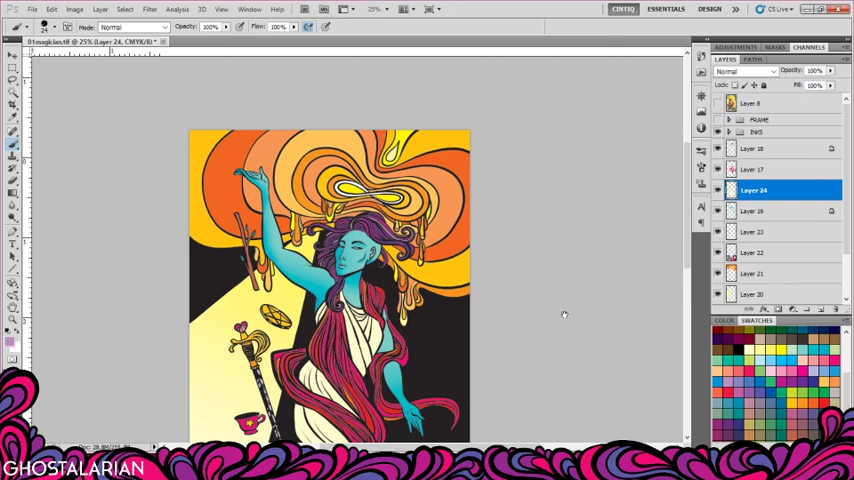 Ps File Edit Image Layer Select Filter Analysis 3D View Window Help 25% CINTIQ ESSENTIALS DESIGN CS Live
24 Mode: Normal Opacity: 100% Flow: 100%
01magician.tif @ 25% (Layer 24, CMYK/8) *
ADJUSTMENTS MASKS CHANNELS
LAYERS PATHS
Normal Opacity: 100%
Lock: Fill: 100%
Layer 8
FRAME
INKS
Layer 18
Layer 17
Layer 24
Layer 19
Layer 23
Layer 22
Layer 21
Layer 20
COLOR SWATCHES
GHOSTALARIAN